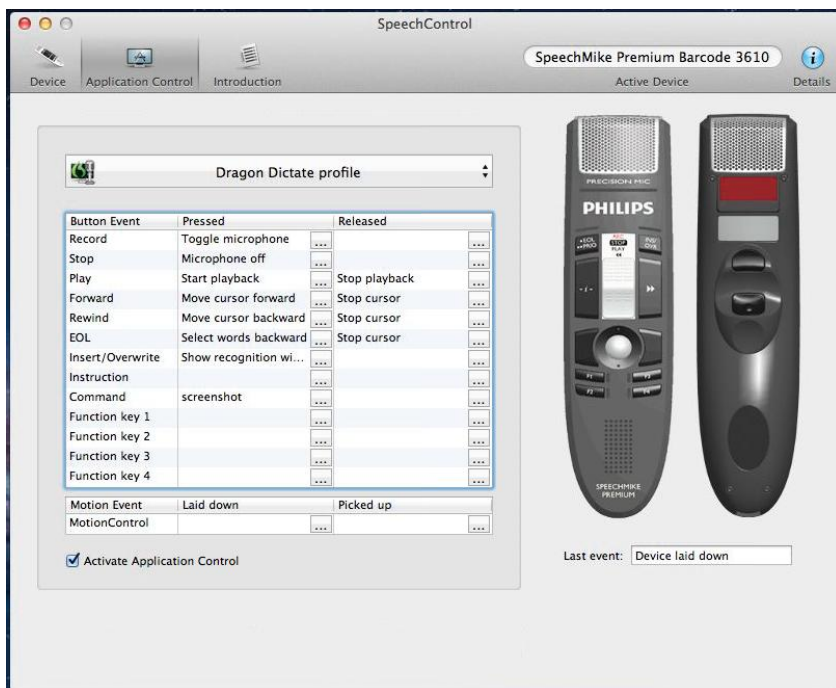 SpeechControl
Device
Application Control
Introduction
SpeechMike Premium Barcode 3610
Active Device
Details
Dragon Dictate profile
Button Event Pressed Released
Record Toggle microphone ... ...
Stop Microphone off ... ...
Play Start playback ... Stop playback ...
Forward Move cursor forward ... Stop cursor ...
Rewind Move cursor backward ... Stop cursor ...
EOL Select words backward ... Stop cursor ...
Insert/Overwrite Show recognition wi... ... ...
Instruction ... ...
Command screenshot ... ...
Function key 1 ... ...
Function key 2 ... ...
Function key 3 ... ...
Function key 4 ... ...
Motion Event Laid down Picked up
MotionControl ... ...
Activate Application Control
PRECISION MIC
PHILIPS
REC
STOP
PLAY
EOL
INS/
OVR
-i-
SPEECHMIKE
PREMIUM
Last event: Device laid down